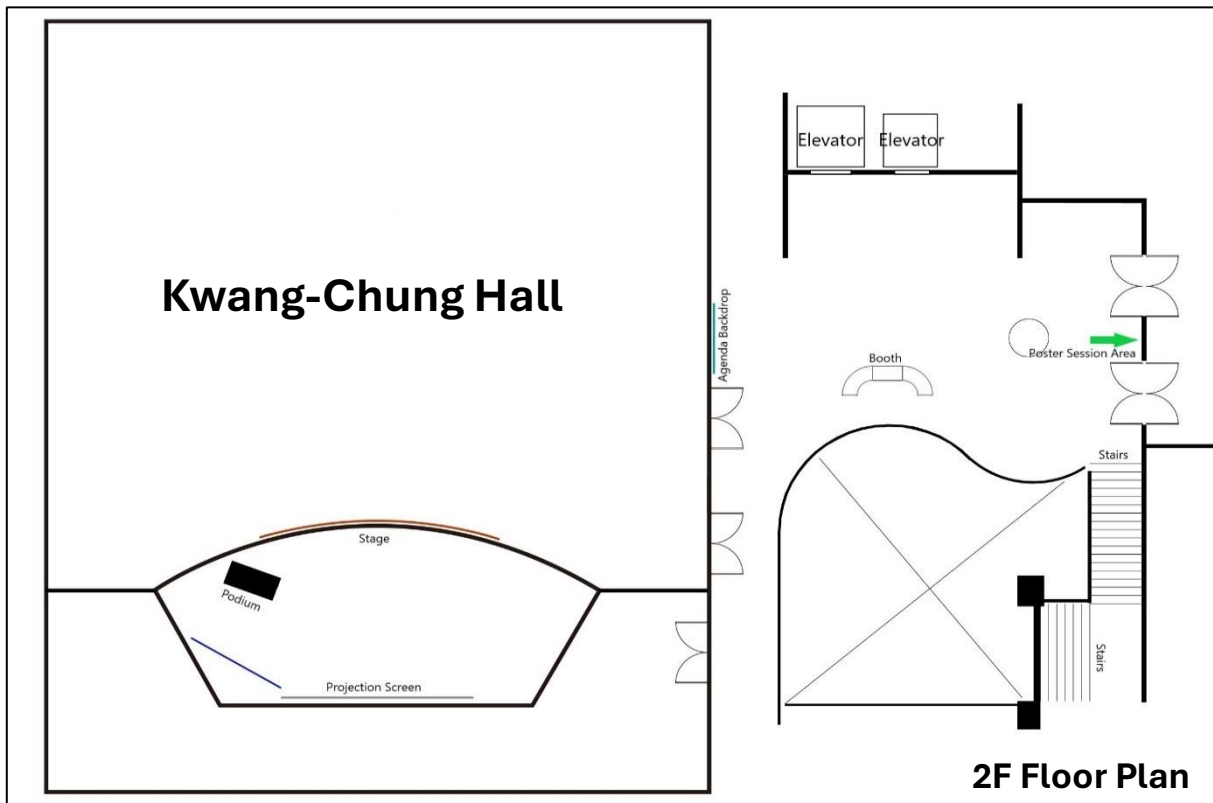 Elevator
Elevator
Kwang-Chung Hall
Agenda Backdrop
Poster Session Area
Booth
Stairs
Stage
Podium
Stairs
Projection Screen
2F Floor Plan